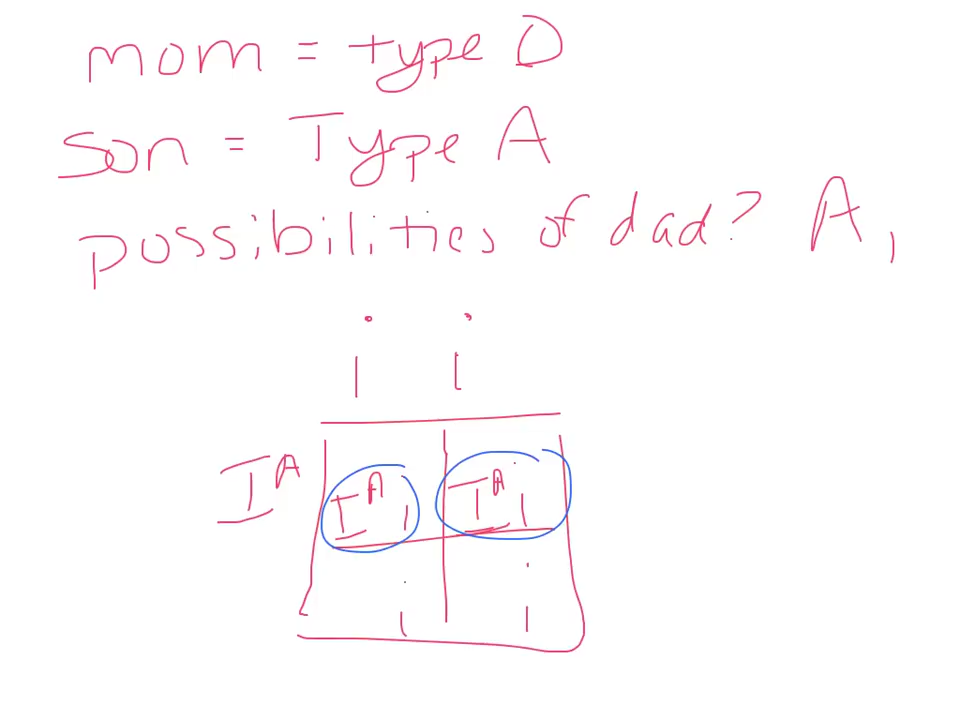 mom = type O
son = Type A
possibilities of dad? A,
i i
I^A I^A i I^A i
i i